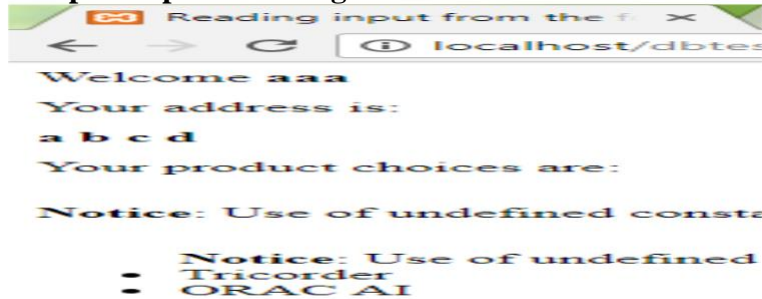 Reading input from the f
localhost/dbtes
Welcome aaa
Your address is:
a b c d
Your product choices are:
Notice: Use of undefined consta
Notice: Use of undefined
• Tricorder
• ORAC AI